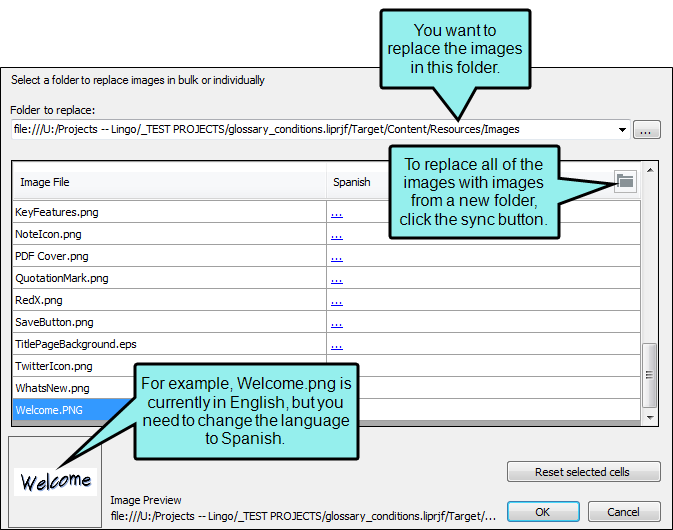 You want to
replace the images
in this folder.
Select a folder to replace images in bulk or individually
Folder to replace:
file:///U:/Projects -- Lingo/_TEST PROJECTS/glossary_conditions.liprjf/Target/Content/Resources/Images
...
To replace all of the
images with images
from a new folder,
click the sync button.
Image File
Spanish
KeyFeatures.png
...
NoteIcon.png
...
PDF Cover.png
...
QuotationMark.png
...
RedX.png
...
SaveButton.png
...
TitlePageBackground.eps
...
TwitterIcon.png
WhatsNew.png
Welcome.PNG
For example, Welcome.png is
currently in English, but you
need to change the language
to Spanish.
Welcome
Reset selected cells
Image Preview
file:///U:/Projects -- Lingo/_TEST PROJECTS/glossary_conditions.liprjf/Target/...
OK
Cancel